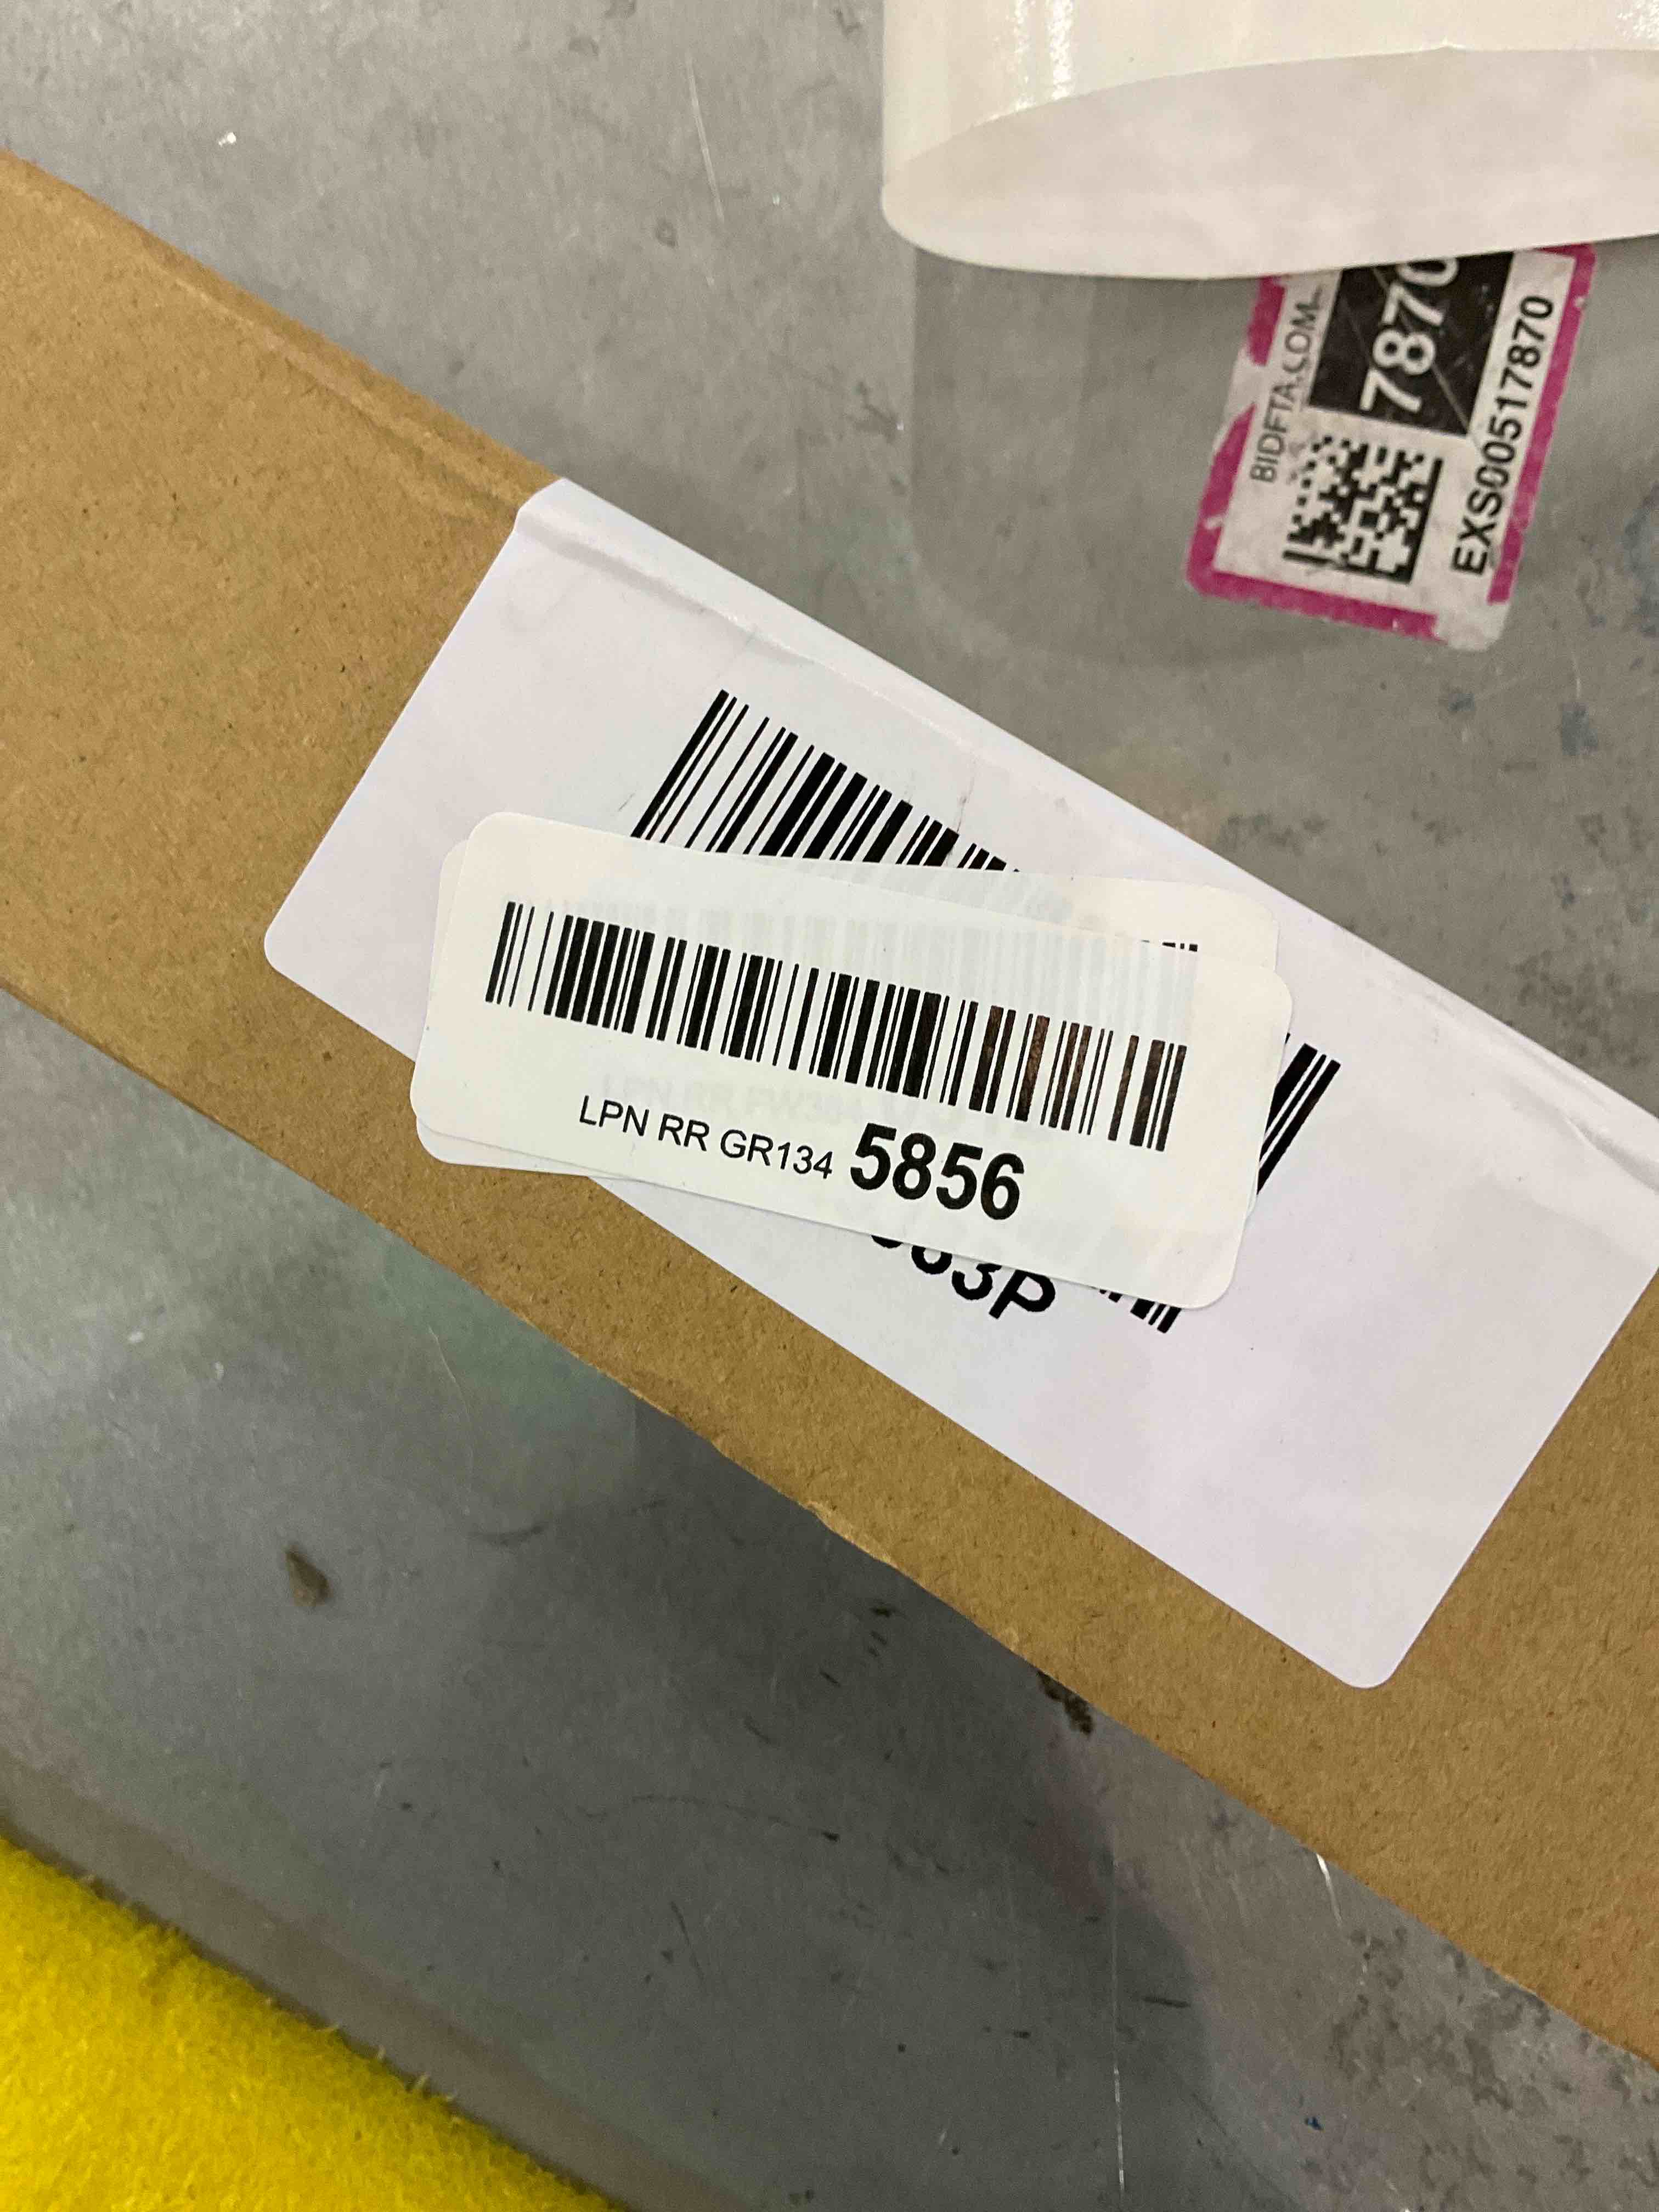 BIDFTA.COM
7870
EXS00517870
LPN RR GR134 5856